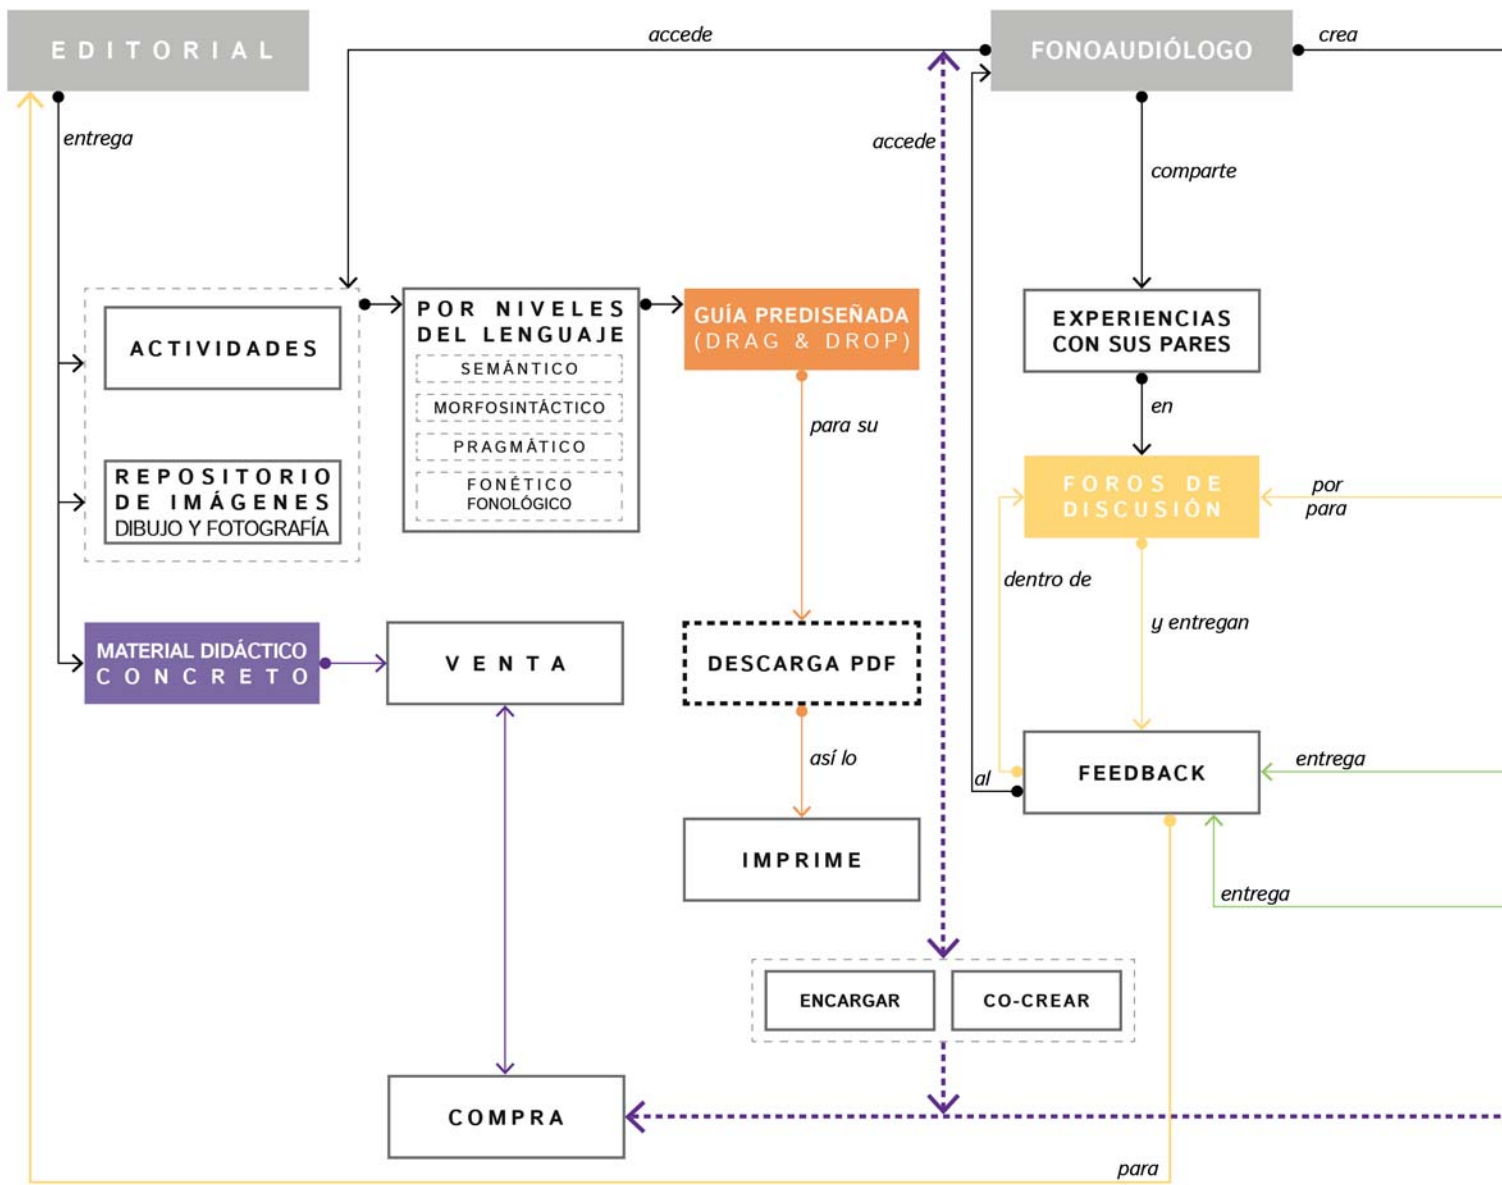 EDITORIAL
accede
FONOAUDIÓLOGO
crea
entrega
accede
comparte
ACTIVIDADES
REPOSITORIO
DE IMÁGENES
DIBUJO Y FOTOGRAFÍA
POR NIVELES
DEL LENGUAJE
SEMÁNTICO
MORFOSINTÁCTICO
PRAGMÁTICO
FONÉTICO
FONOLÓGICO
GUÍA PREDISEÑADA
(DRAG & DROP)
para su
EXPERIENCIAS
CON SUS PARES
en
FOROS DE
DISCUSIÓN
por
para
dentro de
y entregan
MATERIAL DIDÁCTICO
CONCRETO
VENTA
DESCARGA PDF
así lo
IMPRIME
al
FEEDBACK
entrega
entrega
ENCARGAR
CO-CREAR
COMPRA
para